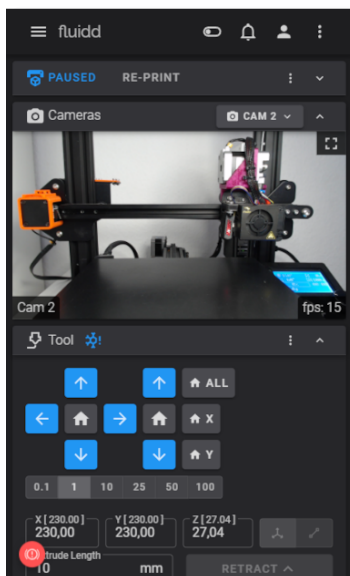 fluidd
PAUSED RE-PRINT
Cameras CAM 2
Cam 2 fps: 15
Tool
ALL
X
Y
0.1 1 10 25 50 100
X [ 230.00 ] Y [ 230.00 ] Z [ 27.04 ]
230,00 230,00 27,04
trude Length
10 mm RETRACT